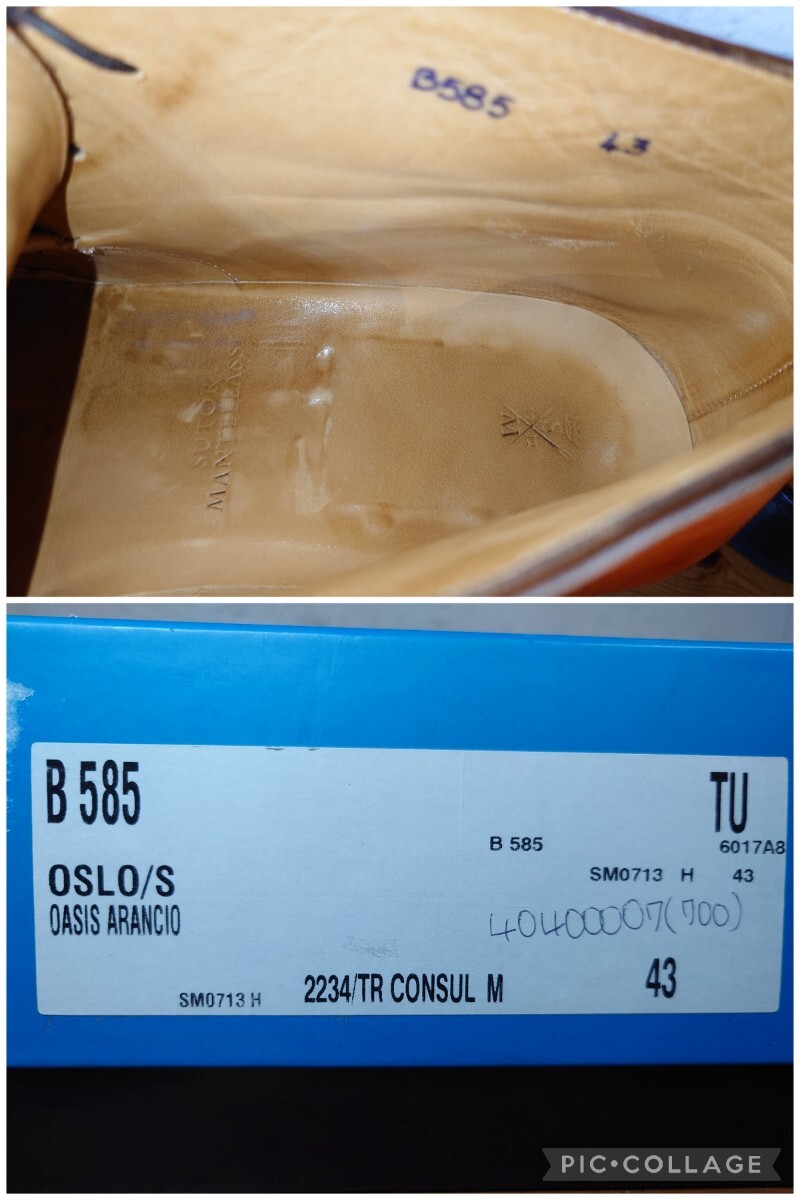 B585
43
SUTOR
MANTELLASSI
B 585
TU
B 585
6017A8
OSLO/S
SM0713 H 43
OASIS ARANCIO
40400007(700)
SM0713 H
2234/TR CONSUL M
43
PIC•COLLAGE